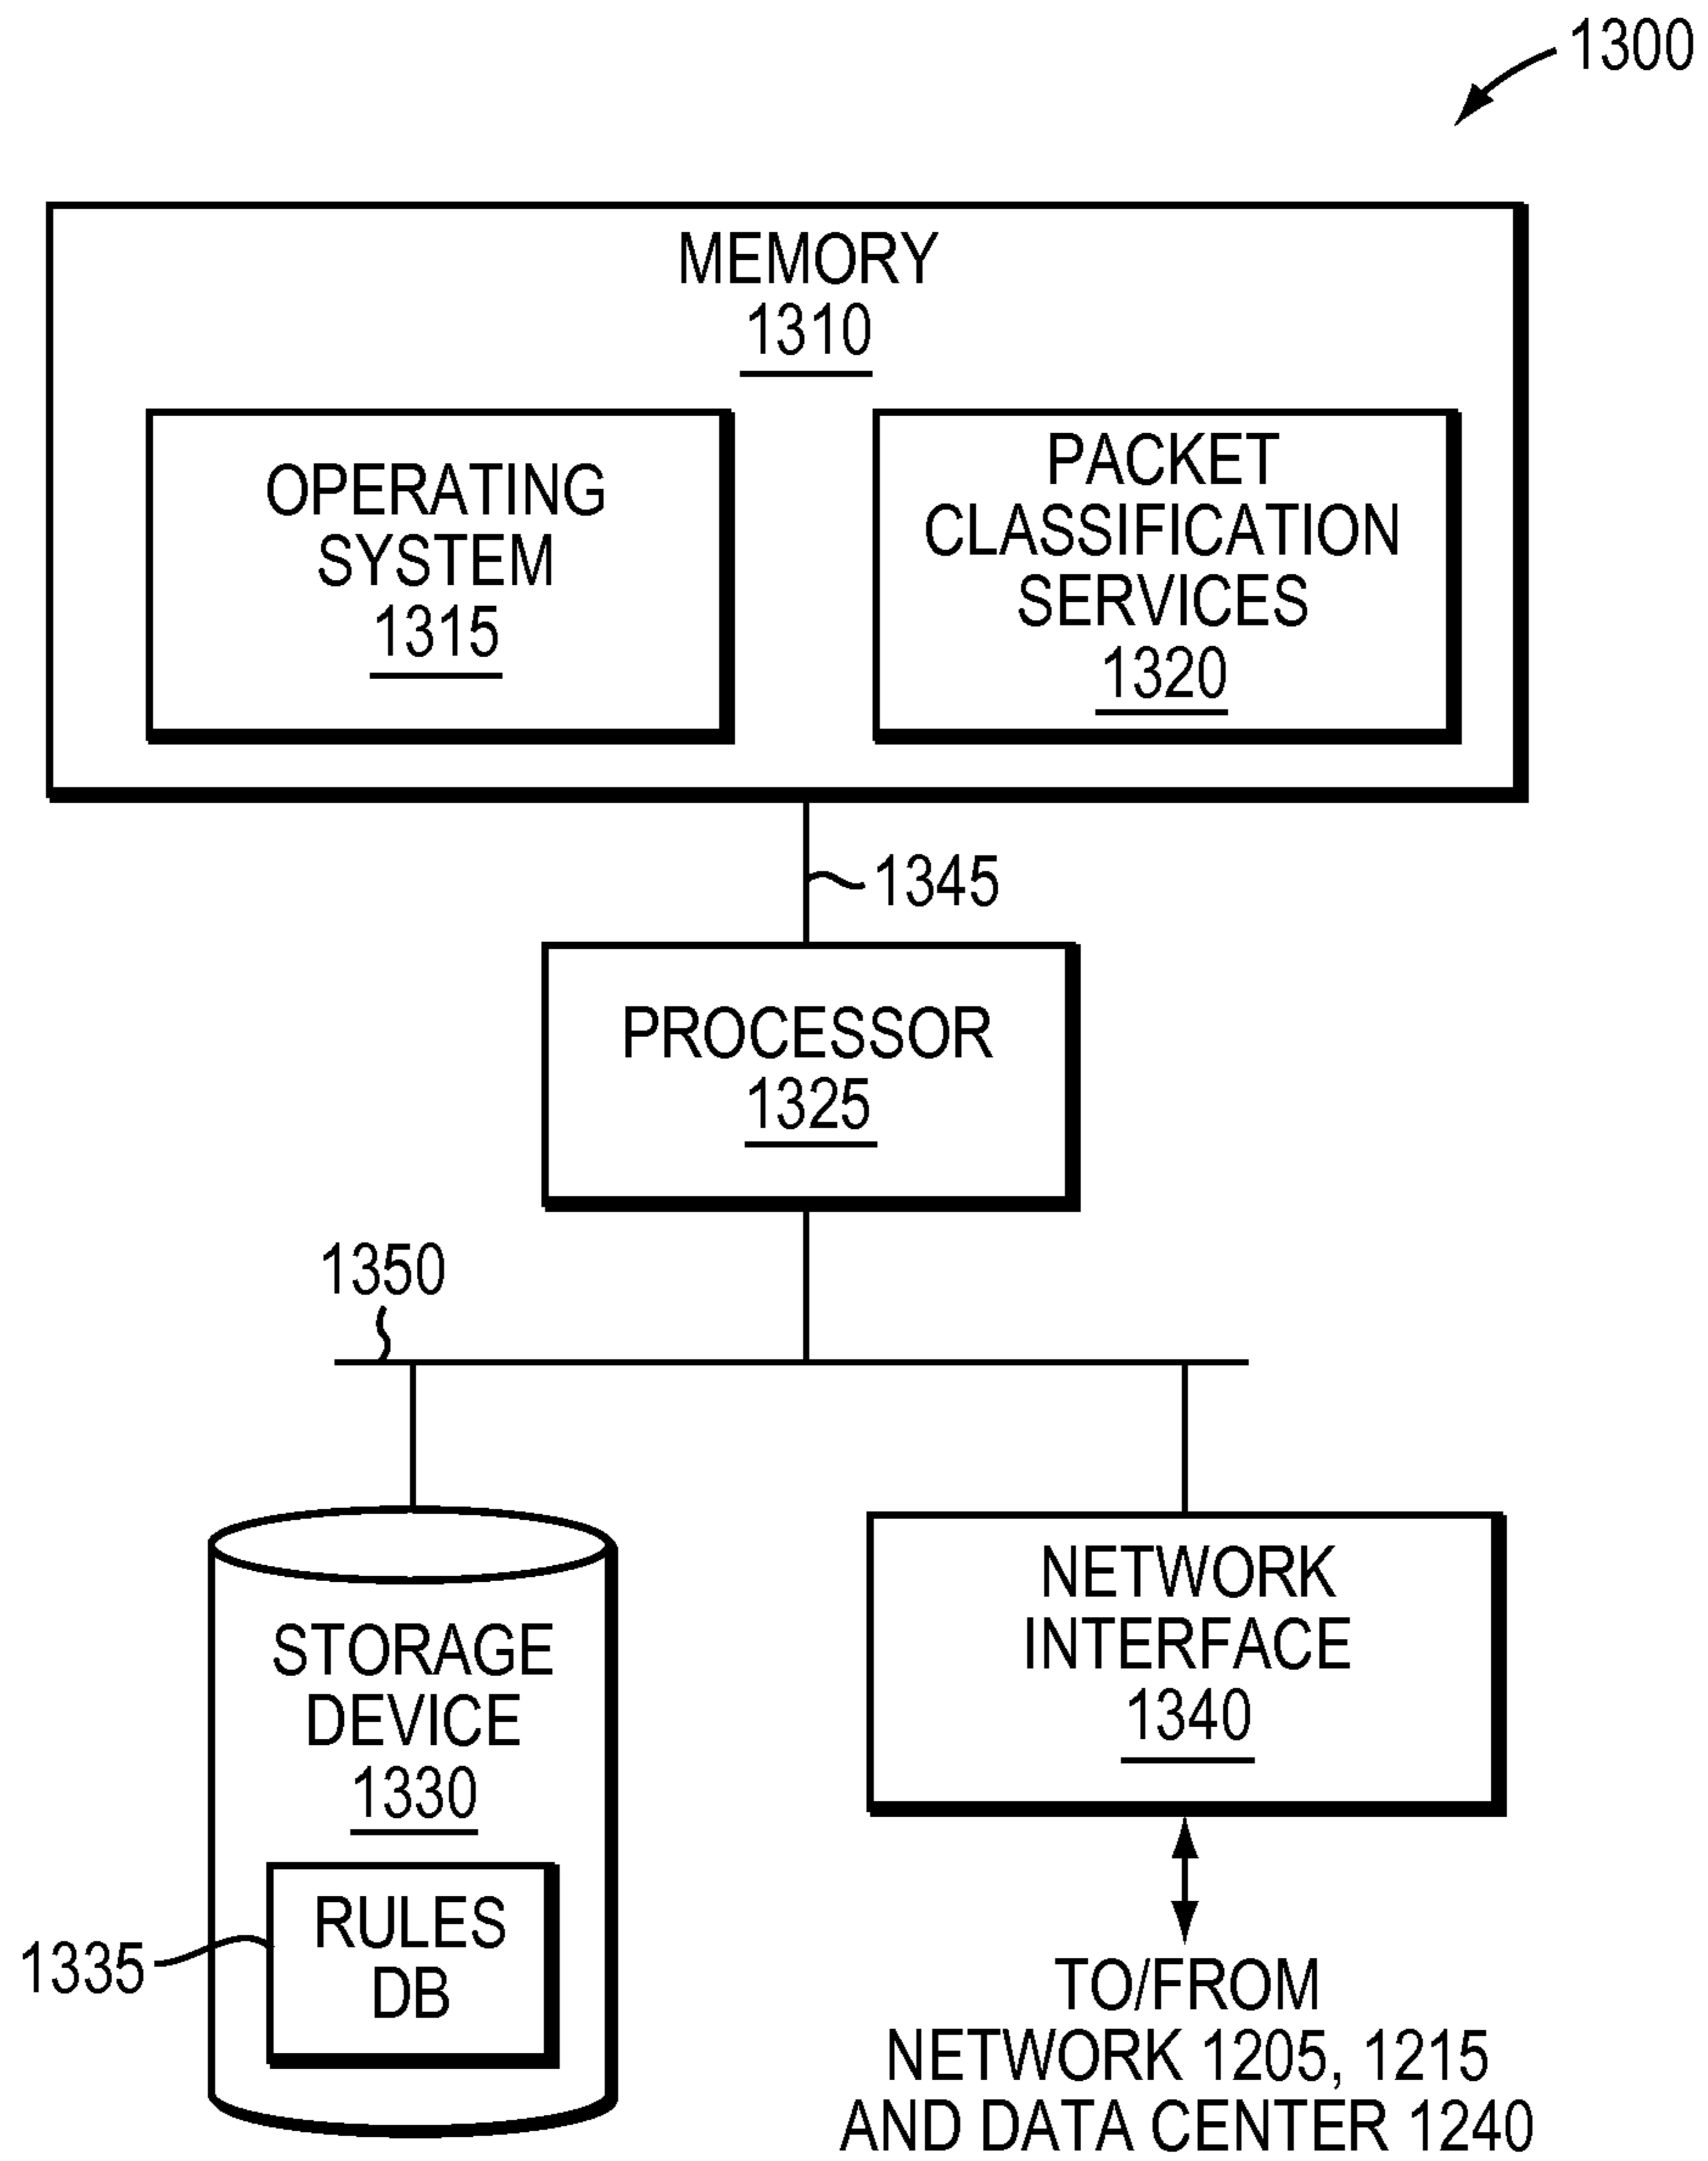 1300
MEMORY
1310
OPERATING
SYSTEM
1315
PACKET
CLASSIFICATION
SERVICES
1320
1345
PROCESSOR
1325
1350
STORAGE
DEVICE
1330
RULES
DB
1335
NETWORK
INTERFACE
1340
TO/FROM
NETWORK 1205, 1215
AND DATA CENTER 1240